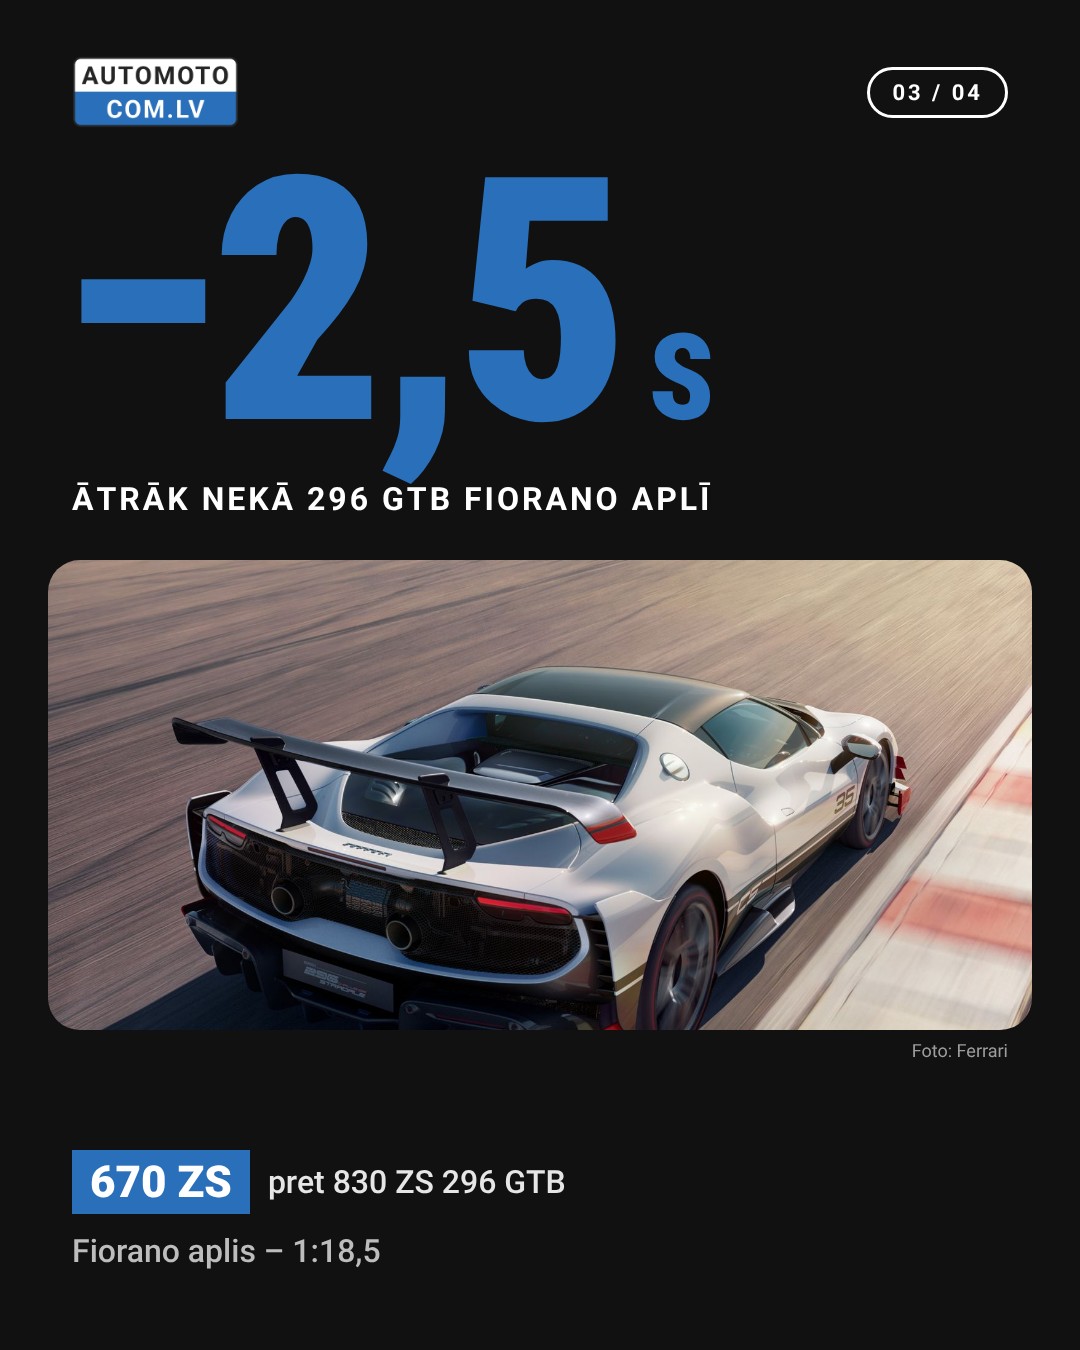 AUTOMOTO
COM.LV
03 / 04
–2,5 s
ĀTRĀK NEKĀ 296 GTB FIORANO APLĪ
35
Foto: Ferrari
670 ZS pret 830 ZS 296 GTB
Fiorano aplis – 1:18,5